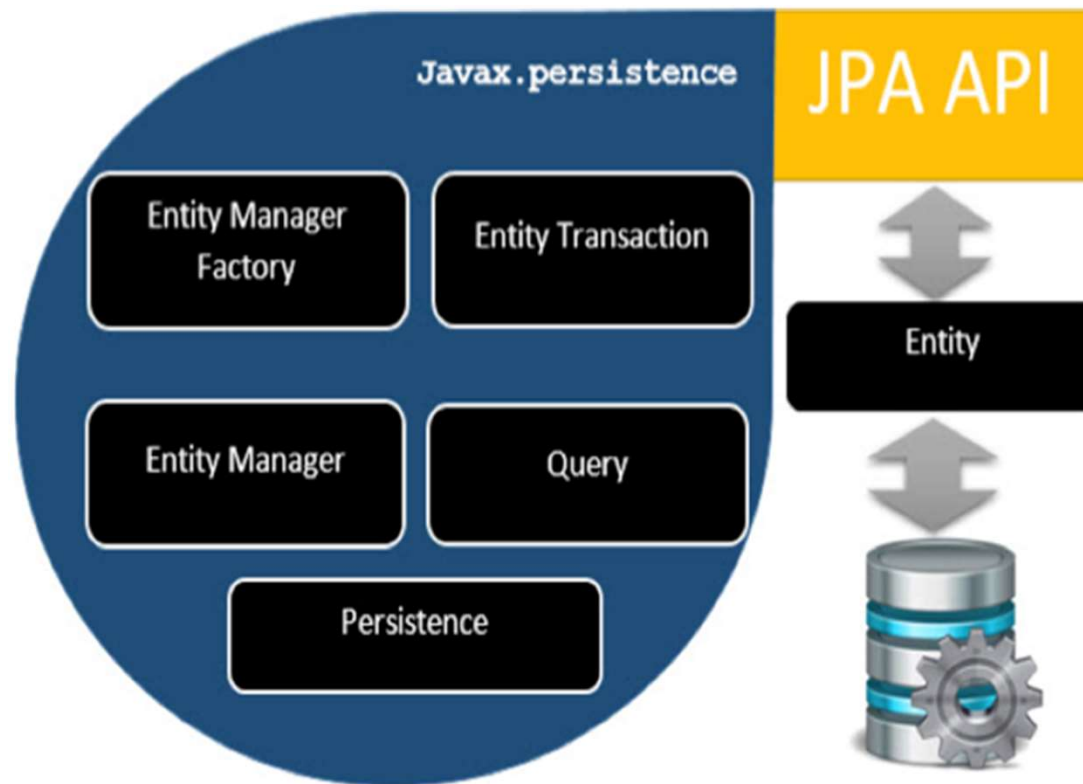 Javax.persistence
JPA API
Entity Manager
Factory
Entity Transaction
Entity
Entity Manager
Query
Persistence